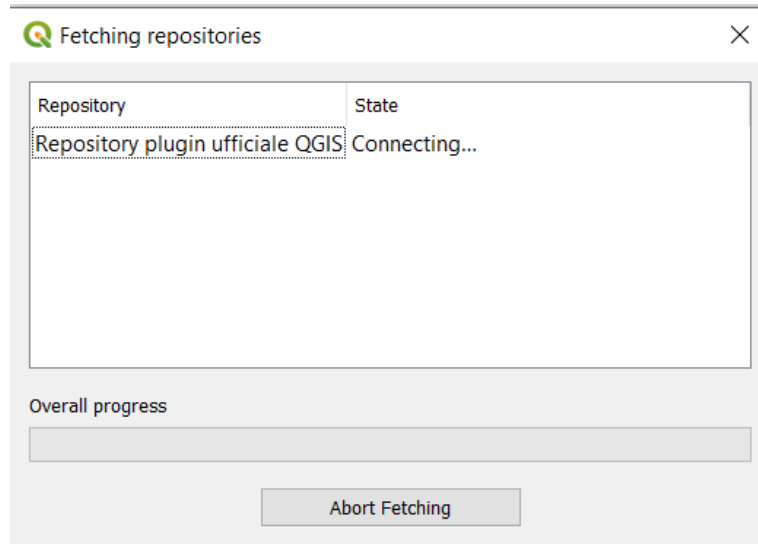 Fetching repositories
Repository State
Repository plugin ufficiale QGIS Connecting...
Overall progress
Abort Fetching